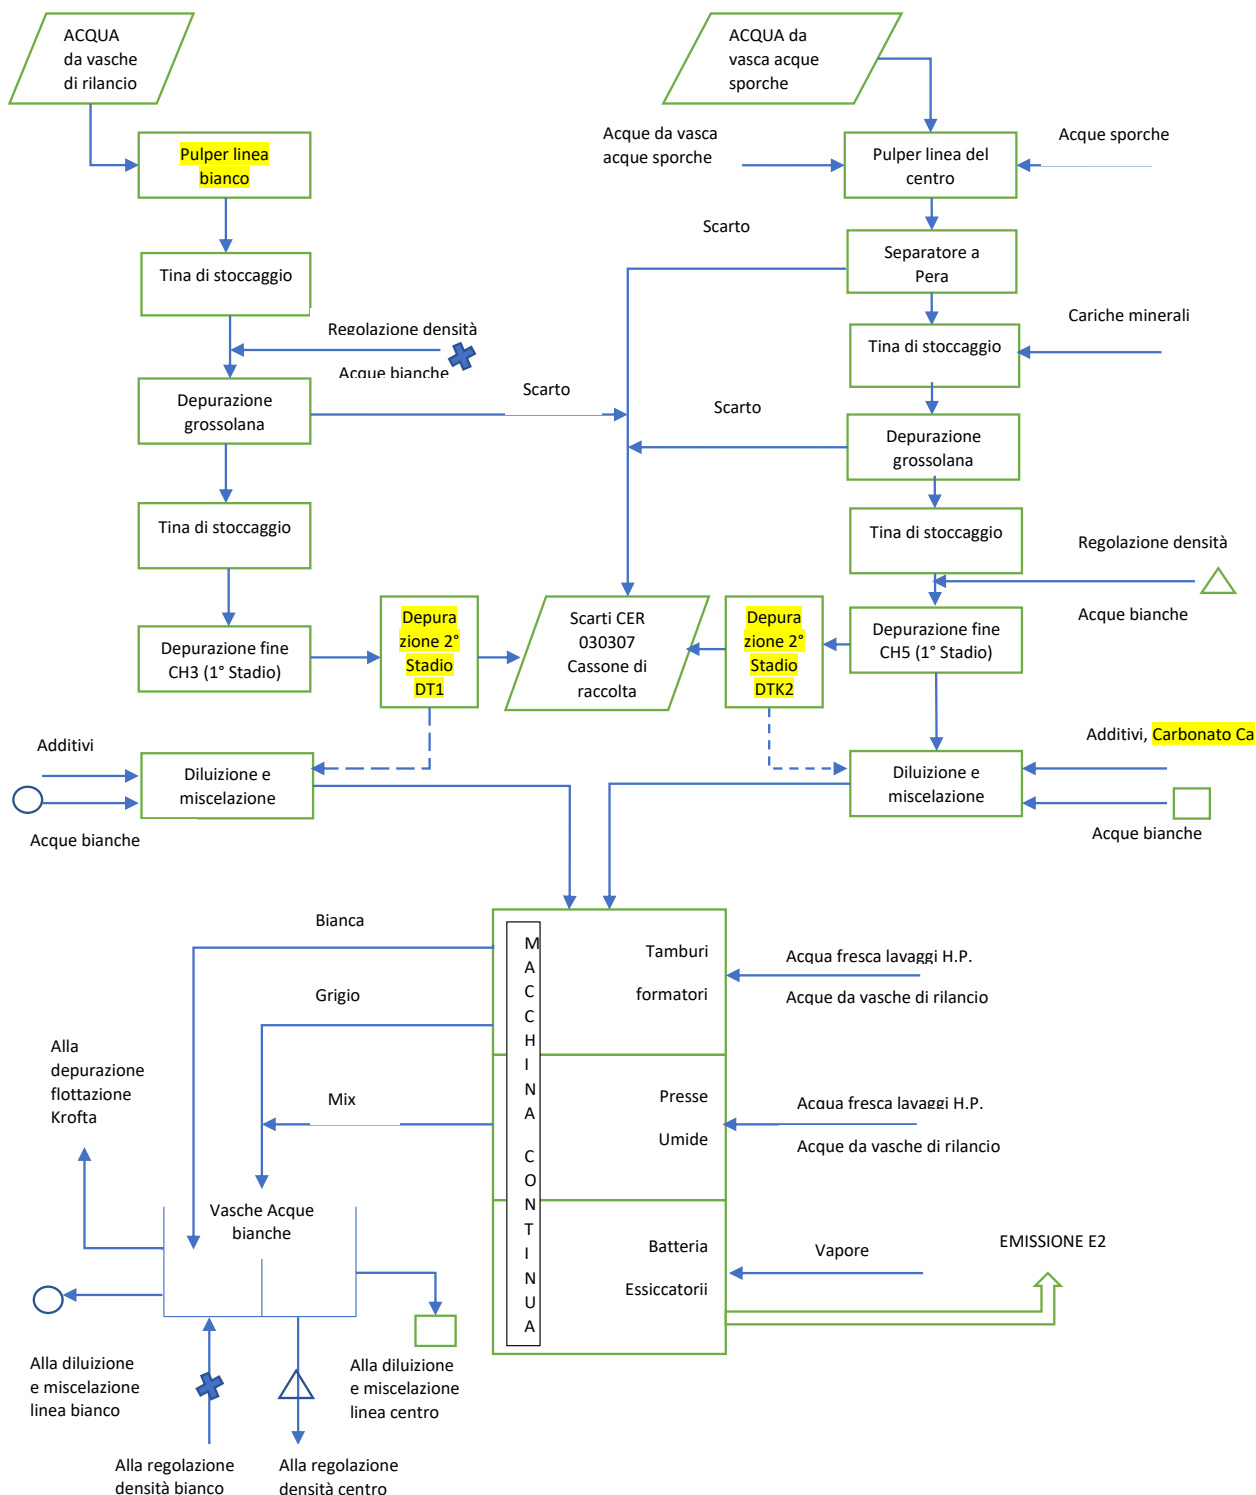 ACQUA
da vasche
di rilancio
ACQUA da
vasca acque
sporche
Acque da vasca
acque sporche
Acque sporche
Pulper linea
bianco
Pulper linea del
centro
Scarto
Tina di stoccaggio
Separatore a
Pera
Regolazione densità
Acque bianche
Cariche minerali
Tina di stoccaggio
Depurazione
grossolana
Scarto
Scarto
Depurazione
grossolana
Tina di stoccaggio
Tina di stoccaggio
Regolazione densità
Acque bianche
Depurazione fine
CH3 (1° Stadio)
Depura
zione 2°
Stadio
DT1
Scarti CER
030307
Cassone di
raccolta
Depura
zione 2°
Stadio
DTK2
Depurazione fine
CH5 (1° Stadio)
Additivi
Diluizione e
miscelazione
Acque bianche
Additivi, Carbonato Ca
Diluizione e
miscelazione
Acque bianche
Bianca
Grigio
Mix
M
A
C
C
H
I
N
A
C
O
N
T
I
N
U
A
Tamburi
formatori
Acqua fresca lavaggi H.P.
Acque da vasche di rilancio
Presse
Umide
Acqua fresca lavaggi H.P.
Acque da vasche di rilancio
Batteria
Essiccatorii
Vapore
EMISSIONE E2
Alla
depurazione
flottazione
Krofta
Vasche Acque
bianche
Alla diluizione
e miscelazione
linea bianco
Alla diluizione
e miscelazione
linea centro
Alla regolazione
densità bianco
Alla regolazione
densità centro